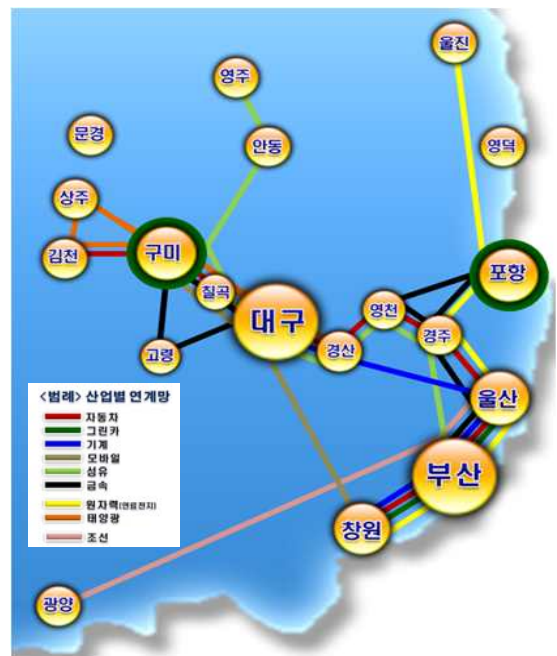 울진
영주
문경
안동
영덕
상주
김천
구미
포항
칠곡
대구
영천
경주
고령
경산
울산
<범례> 산업별 연계망
자동차
그린카
기계
모바일
섬유
금속
원자력(연료전지)
태양광
조선
부산
창원
광양